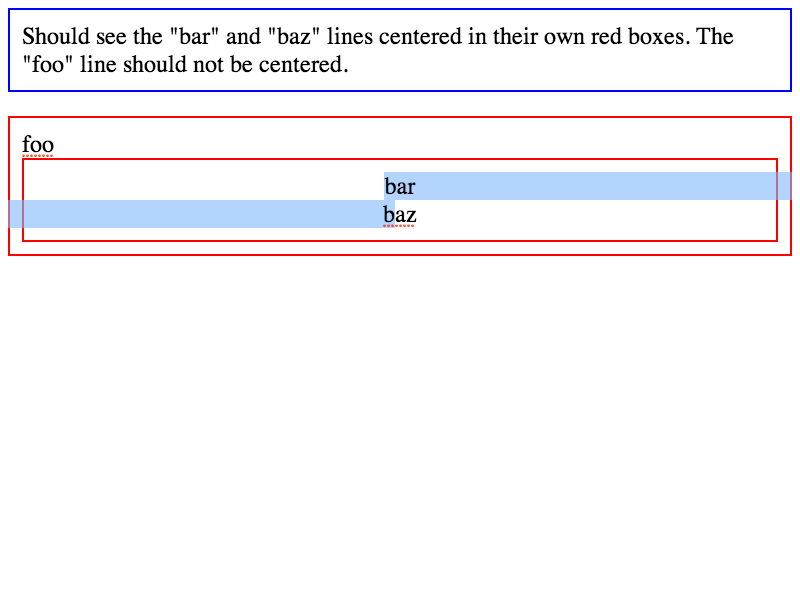 Should see the "bar" and "baz" lines centered in their own red boxes. The
"foo" line should not be centered.
foo
bar
baz